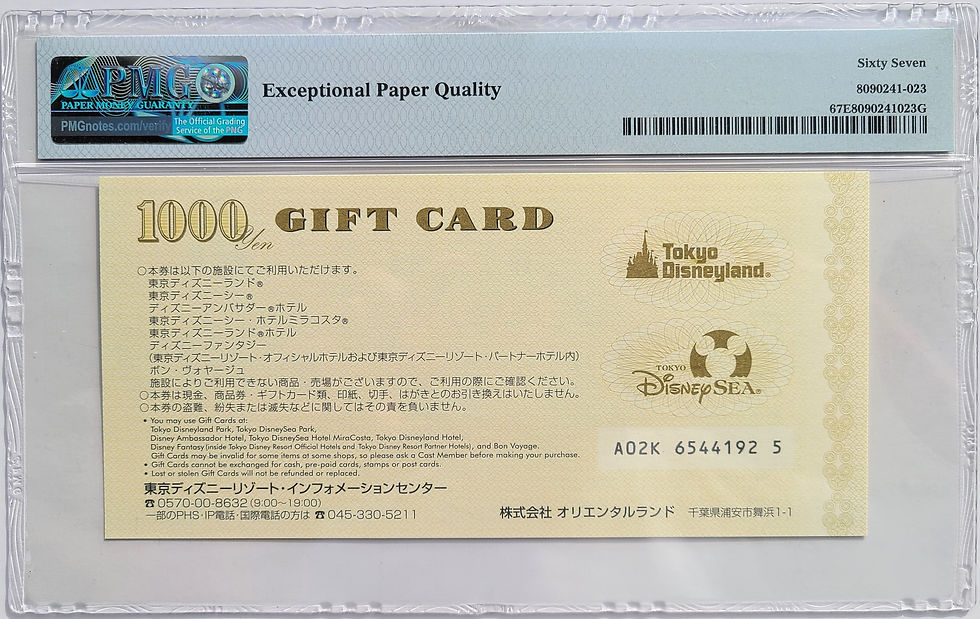 PMG
PAPER MONEY GUARANTY
PMGnotes.com/verify
The Official Grading
Service of the PNG
Exceptional Paper Quality
Sixty Seven
8090241-023
67E8090241023G
1000 Yen GIFT CARD
○本券は以下の施設にてご利用いただけます。
東京ディズニーランド®
東京ディズニーシー®
ディズニーアンバサダー®ホテル
東京ディズニーシー・ホテルミラコスタ®
東京ディズニーランド®ホテル
ディズニーファンタジー
(東京ディズニーリゾート・オフィシャルホテルおよび東京ディズニーリゾート・パートナーホテル内)
ボン・ヴォヤージュ
施設によりご利用できない商品・売場がございますので、ご利用の際にご確認ください。
○本券は現金、商品券・ギフトカード類、印紙、切手、はがきとのお引き換えはいたしません。
○本券の盗難、紛失または滅失などに関してはその責を負いません。
• You may use Gift Cards at:
Tokyo Disneyland Park, Tokyo DisneySea Park,
Disney Ambassador Hotel, Tokyo DisneySea Hotel MiraCosta, Tokyo Disneyland Hotel,
Disney Fantasy (inside Tokyo Disney Resort Official Hotels and Tokyo Disney Resort Partner Hotels), and Bon Voyage.
Gift Cards may be invalid for some items at some shops, so please ask a Cast Member before making your purchase.
• Gift Cards cannot be exchanged for cash, pre-paid cards, stamps or post cards.
• Lost or stolen Gift Cards will not be refunded or replaced.
東京ディズニーリゾート・インフォメーションセンター
☎0570-00-8632(9:00〜19:00)
一部のPHS・IP電話・国際電話の方は ☎045-330-5211
Tokyo
Disneyland®
TOKYO
DisneySEA®
A02K 6544192 5
株式会社 オリエンタルランド 千葉県浦安市舞浜1-1